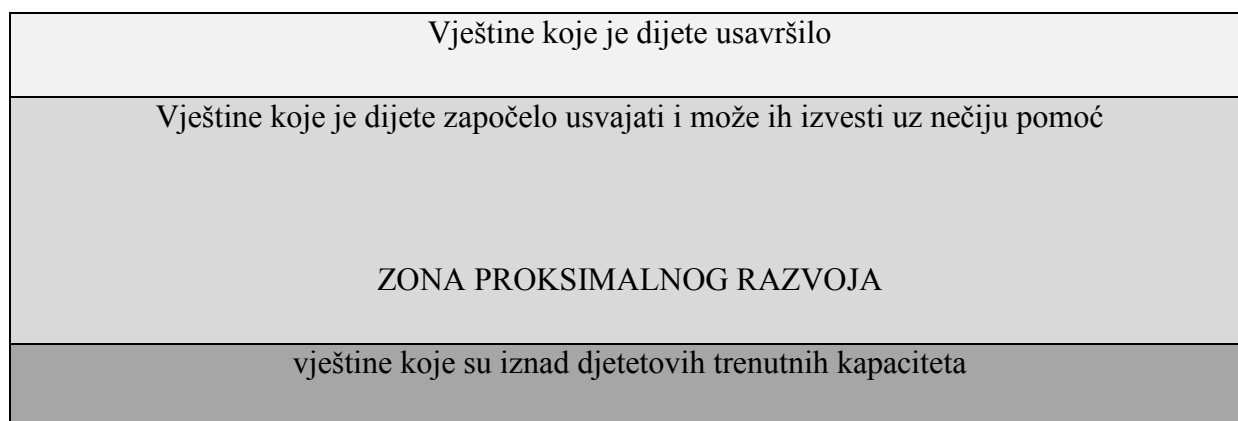 Vještine koje je dijete usavršilo
Vještine koje je dijete započelo usvajati i može ih izvesti uz nečiju pomoć
ZONA PROKSIMALNOG RAZVOJA
vještine koje su iznad djetetovih trenutnih kapaciteta